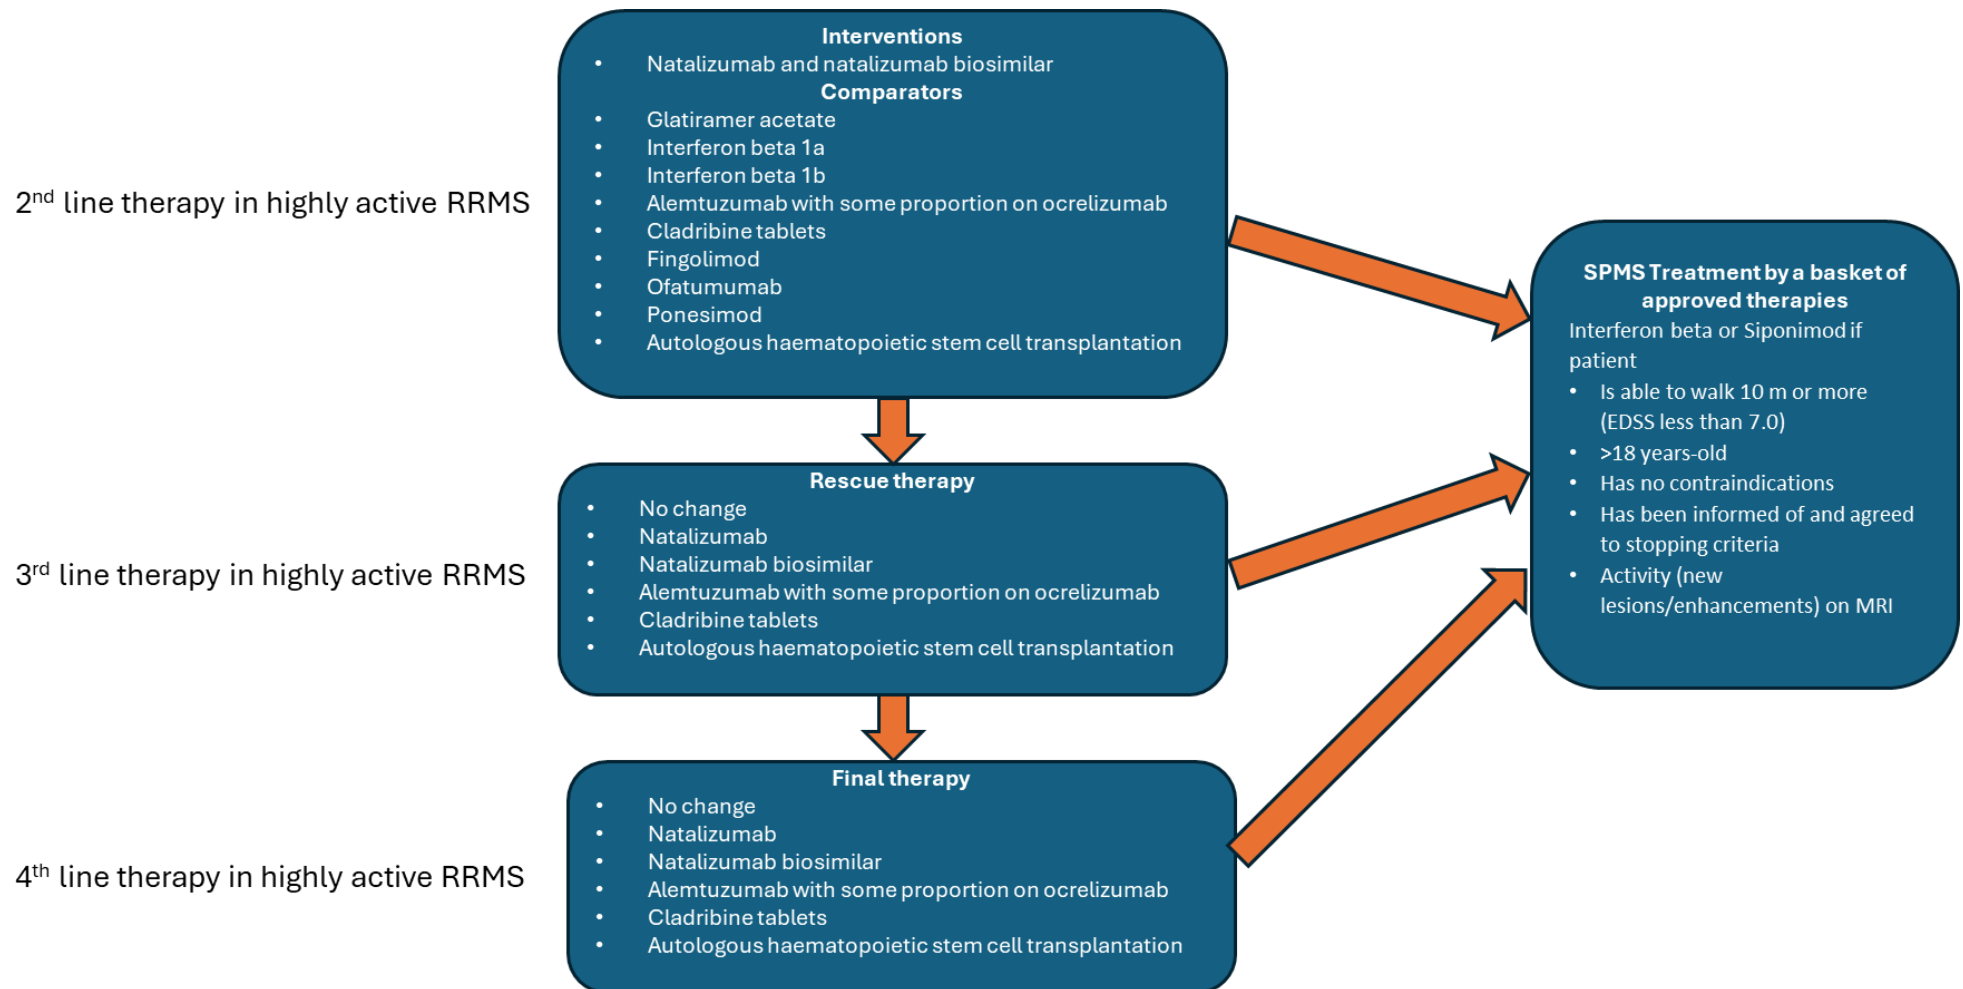 Interventions
• Natalizumab and natalizumab biosimilar
Comparators
• Glatiramer acetate
• Interferon beta 1a
• Interferon beta 1b
• Alemtuzumab with some proportion on ocrelizumab
• Cladribine tablets
• Fingolimod
• Ofatumumab
• Ponesimod
• Autologous haematopoietic stem cell transplantation
2nd line therapy in highly active RRMS
SPMS Treatment by a basket of
approved therapies
Interferon beta or Siponimod if
patient
• Is able to walk 10 m or more
(EDSS less than 7.0)
• >18 years-old
• Has no contraindications
• Has been informed of and agreed
to stopping criteria
• Activity (new
lesions/enhancements) on MRI
Rescue therapy
• No change
• Natalizumab
• Natalizumab biosimilar
• Alemtuzumab with some proportion on ocrelizumab
• Cladribine tablets
• Autologous haematopoietic stem cell transplantation
3rd line therapy in highly active RRMS
Final therapy
• No change
• Natalizumab
• Natalizumab biosimilar
• Alemtuzumab with some proportion on ocrelizumab
• Cladribine tablets
• Autologous haematopoietic stem cell transplantation
4th line therapy in highly active RRMS